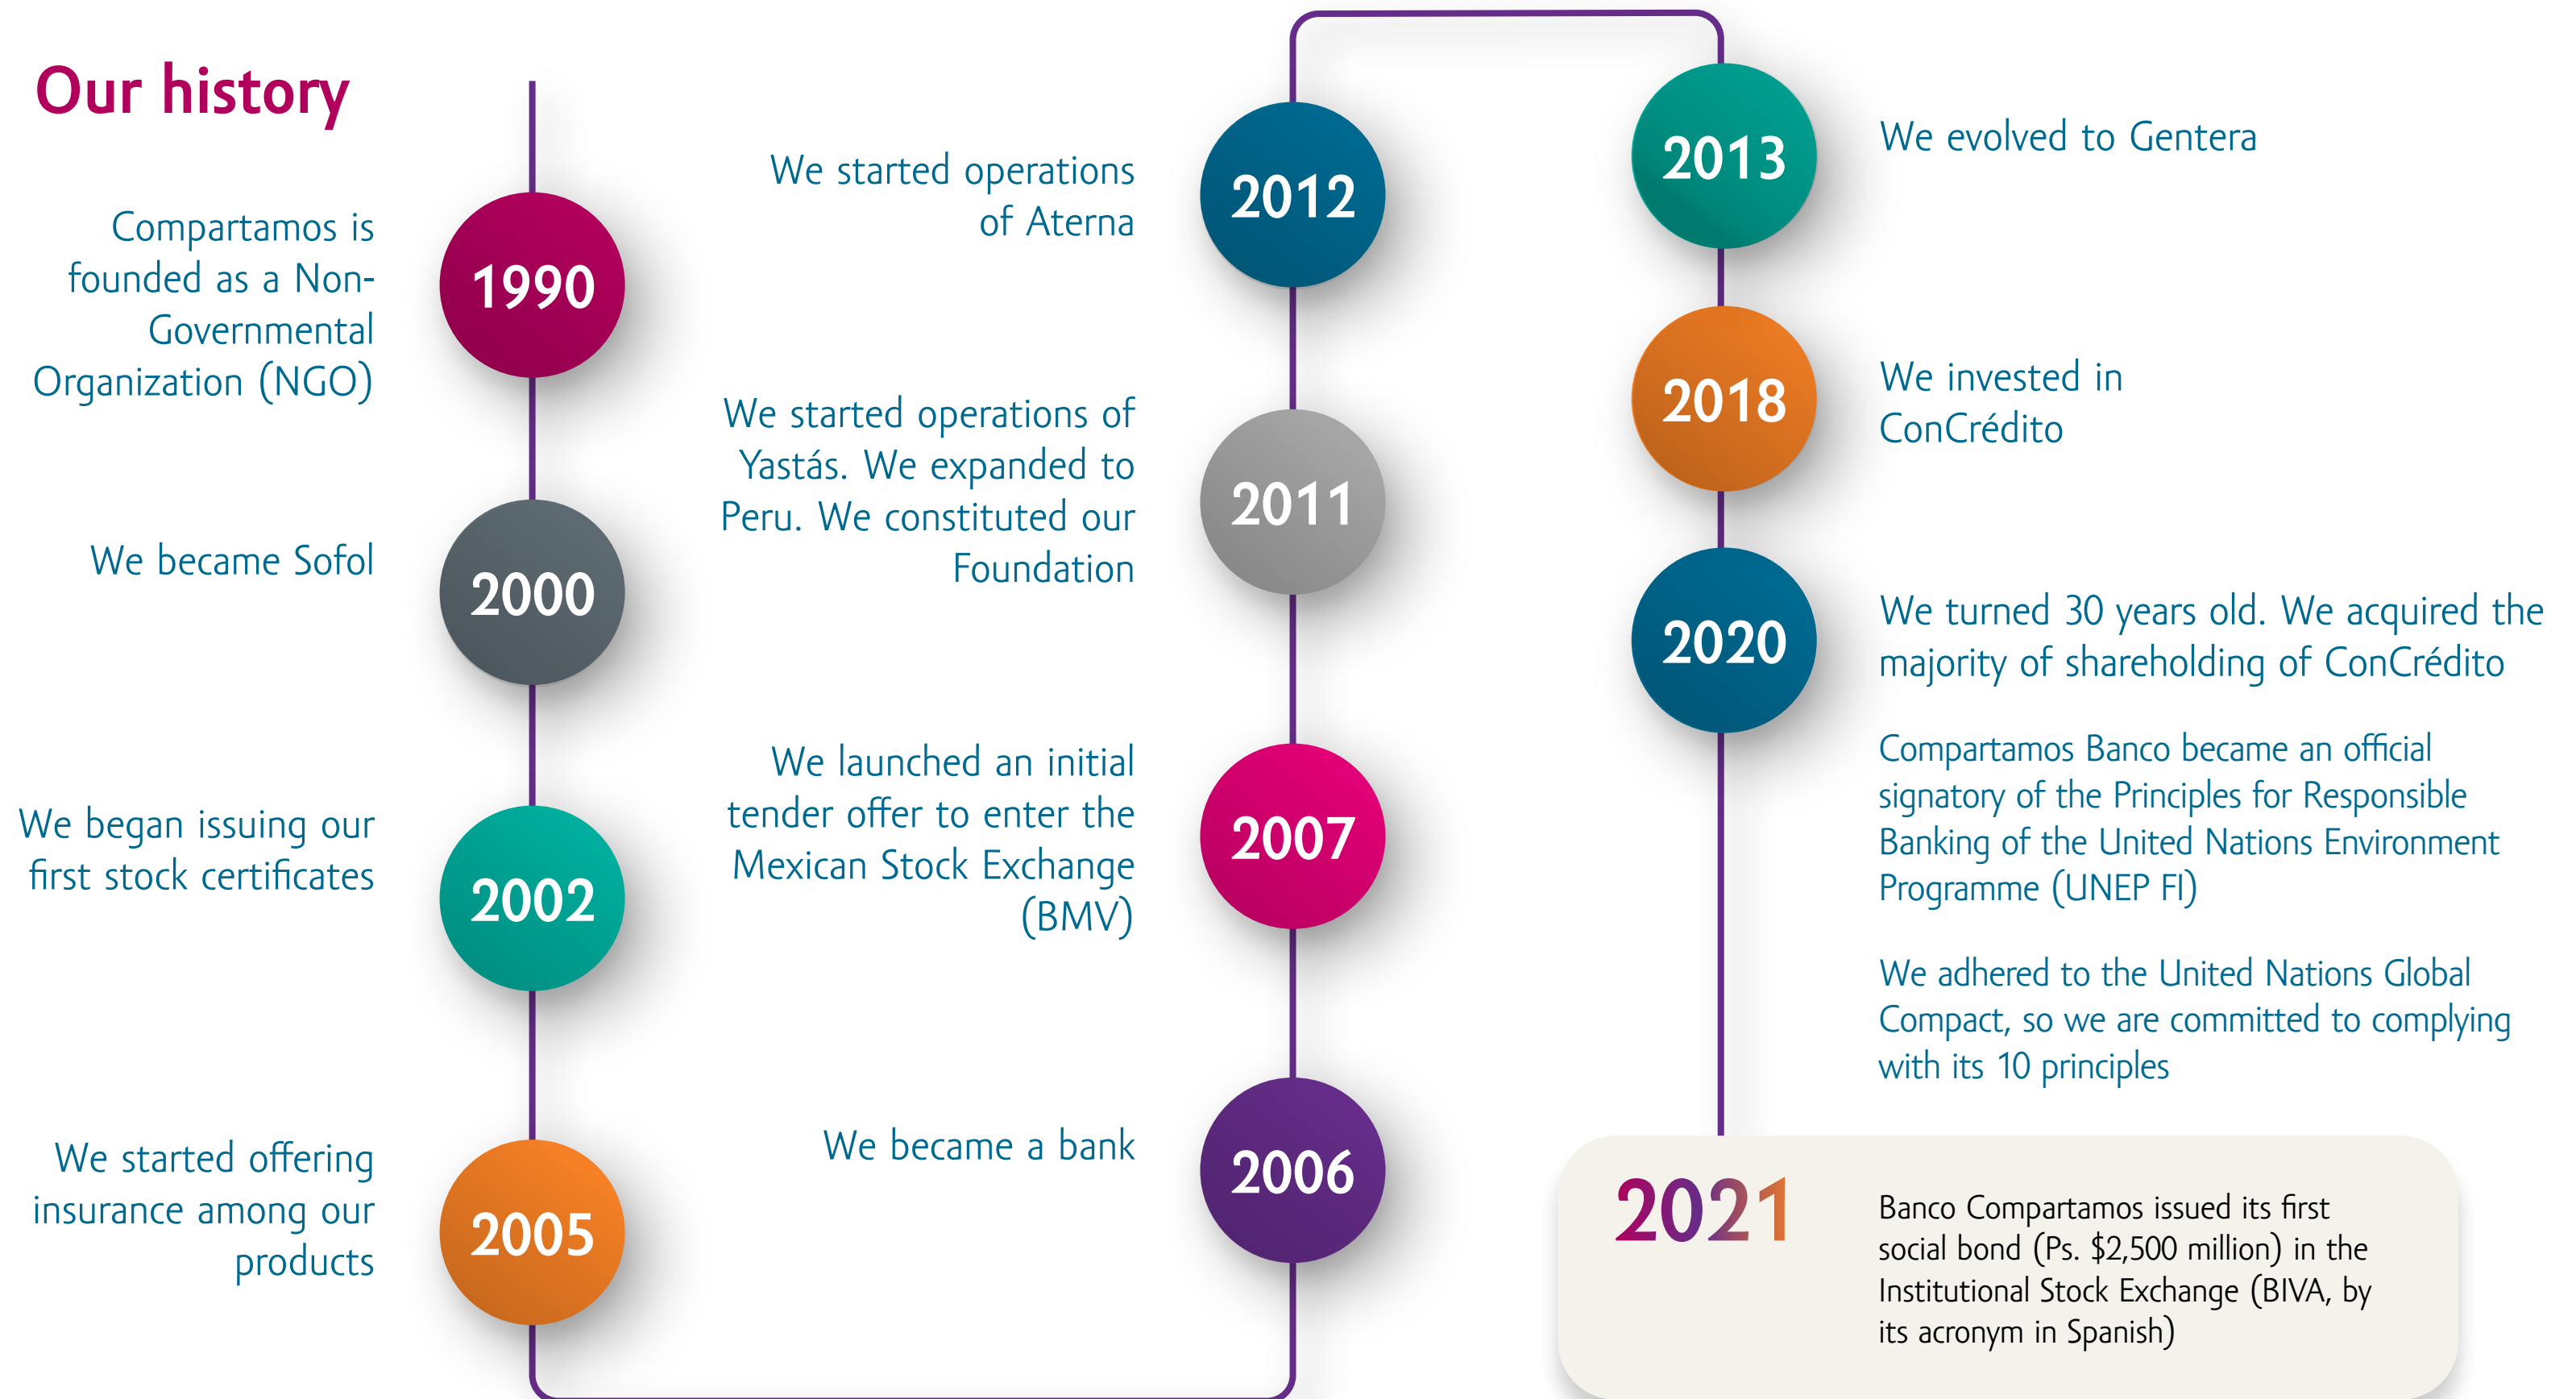 Our history
1990
Compartamos is
founded as a Non-
Governmental
Organization (NGO)
2000
We became Sofol
2002
We began issuing our
first stock certificates
2005
We started offering
insurance among our
products
2006
We became a bank
2007
We launched an initial
tender offer to enter the
Mexican Stock Exchange
(BMV)
2011
We started operations of
Yastás. We expanded to
Peru. We constituted our
Foundation
2012
We started operations
of Aterna
2013
We evolved to Gentera
2018
We invested in
ConCrédito
2020
We turned 30 years old. We acquired the
majority of shareholding of ConCrédito
Compartamos Banco became an official
signatory of the Principles for Responsible
Banking of the United Nations Environment
Programme (UNEP FI)
We adhered to the United Nations Global
Compact, so we are committed to complying
with its 10 principles
2021
Banco Compartamos issued its first
social bond (Ps. $2,500 million) in the
Institutional Stock Exchange (BIVA, by
its acronym in Spanish)